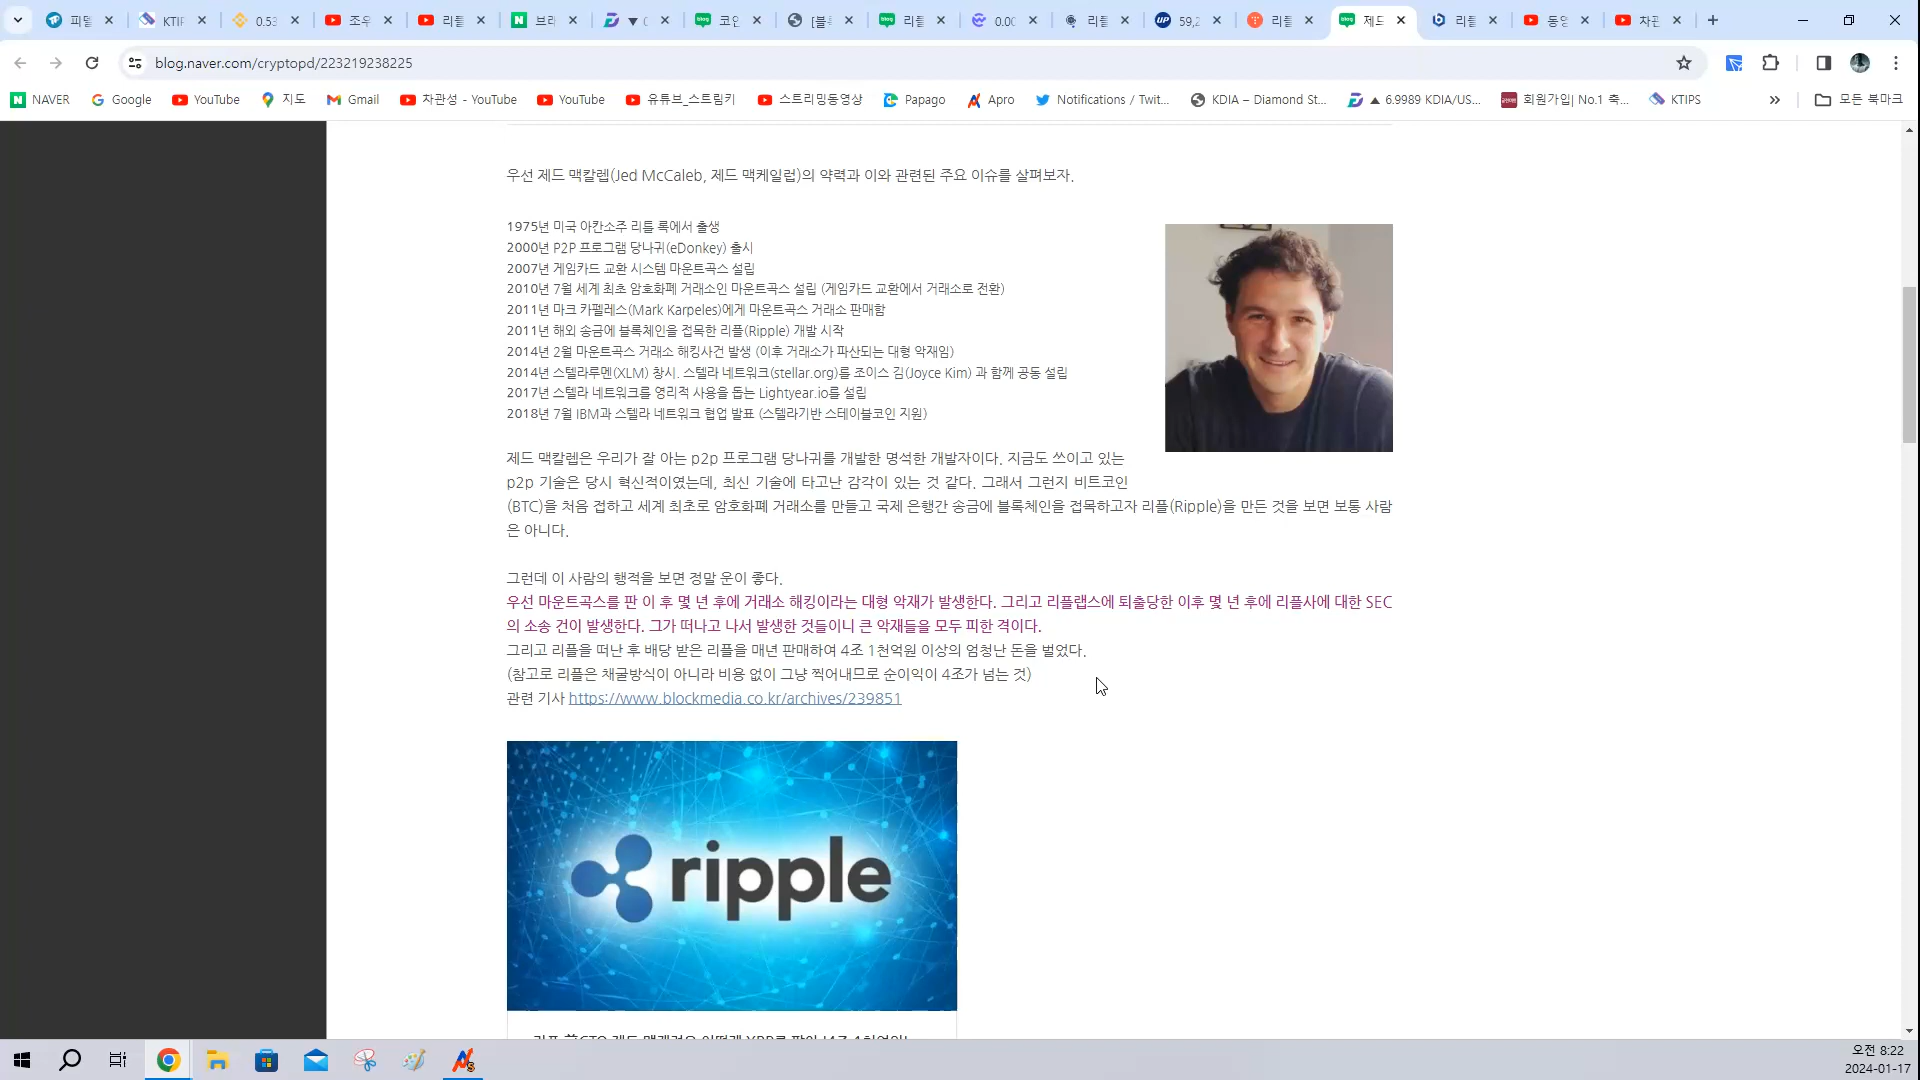 피벨
KTIF
0.53
조우
리플
브라
코인
[블록
리플
0.00
리플
59,2
리플
제드
리플
동영
차관
blog.naver.com/cryptopd/223219238225
NAVER Google YouTube 지도 Gmail 차관성 - YouTube YouTube 유튜브_스트림키 스트리밍동영상 Papago Apro Notifications / Twit... KDIA – Diamond St... ▲ 6.9989 KDIA/US... 회원가입| No.1 축... KTIPS » 모든 북마크
우선 제드 맥칼렙(Jed McCaleb, 제드 맥케일럽)의 약력과 이와 관련된 주요 이슈를 살펴보자.
1975년 미국 아칸소주 리틀 록에서 출생
2000년 P2P 프로그램 당나귀(eDonkey) 출시
2007년 게임카드 교환 시스템 마운트곡스 설립
2010년 7월 세계 최초 암호화폐 거래소인 마운트곡스 설립 (게임카드 교환에서 거래소로 전환)
2011년 마크 카펠레스(Mark Karpeles)에게 마운트곡스 거래소 판매함
2011년 해외 송금에 블록체인을 접목한 리플(Ripple) 개발 시작
2014년 2월 마운트곡스 거래소 해킹사건 발생 (이후 거래소가 파산되는 대형 악재임)
2014년 스텔라루멘(XLM) 창시. 스텔라 네트워크(stellar.org)를 조이스 김(Joyce Kim) 과 함께 공동 설립
2017년 스텔라 네트워크를 영리적 사용을 돕는 Lightyear.io를 설립
2018년 7월 IBM과 스텔라 네트워크 협업 발표 (스텔라기반 스테이블코인 지원)
제드 맥칼렙은 우리가 잘 아는 p2p 프로그램 당나귀를 개발한 명석한 개발자이다. 지금도 쓰이고 있는
p2p 기술은 당시 혁신적이였는데, 최신 기술에 타고난 감각이 있는 것 같다. 그래서 그런지 비트코인
(BTC)을 처음 접하고 세계 최초로 암호화폐 거래소를 만들고 국제 은행간 송금에 블록체인을 접목하고자 리플(Ripple)을 만든 것을 보면 보통 사람
은 아니다.
그런데 이 사람의 행적을 보면 정말 운이 좋다.
우선 마운트곡스를 판 이 후 몇 년 후에 거래소 해킹이라는 대형 악재가 발생한다. 그리고 리플랩스에 퇴출당한 이후 몇 년 후에 리플사에 대한 SEC
의 소송 건이 발생한다. 그가 떠나고 나서 발생한 것들이니 큰 악재들을 모두 피한 격이다.
그리고 리플을 떠난 후 배당 받은 리플을 매년 판매하여 4조 1천억원 이상의 엄청난 돈을 벌었다.
(참고로 리플은 채굴방식이 아니라 비용 없이 그냥 찍어내므로 순이익이 4조가 넘는 것)
관련 기사 https://www.blockmedia.co.kr/archives/239851
ripple
오전 8:22
2024-01-17